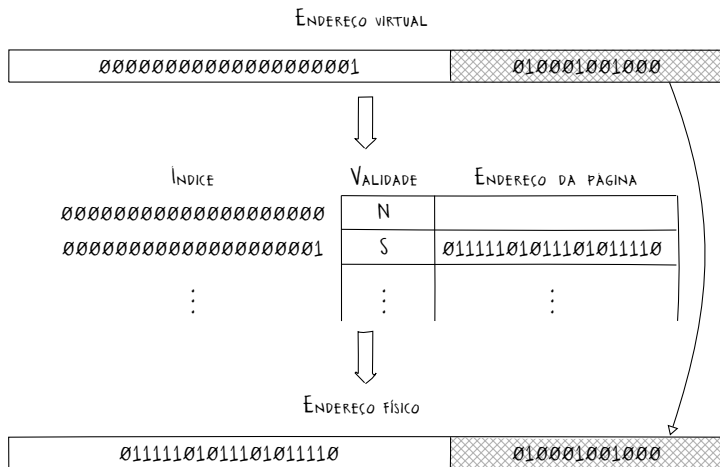 Endereço virtual
00000000000000000001 010001001000
Índice Validade Endereço da página
00000000000000000000 N
00000000000000000001 S 01111101011101011110
⋮ ⋮ ⋮
Endereço físico
01111101011101011110 010001001000